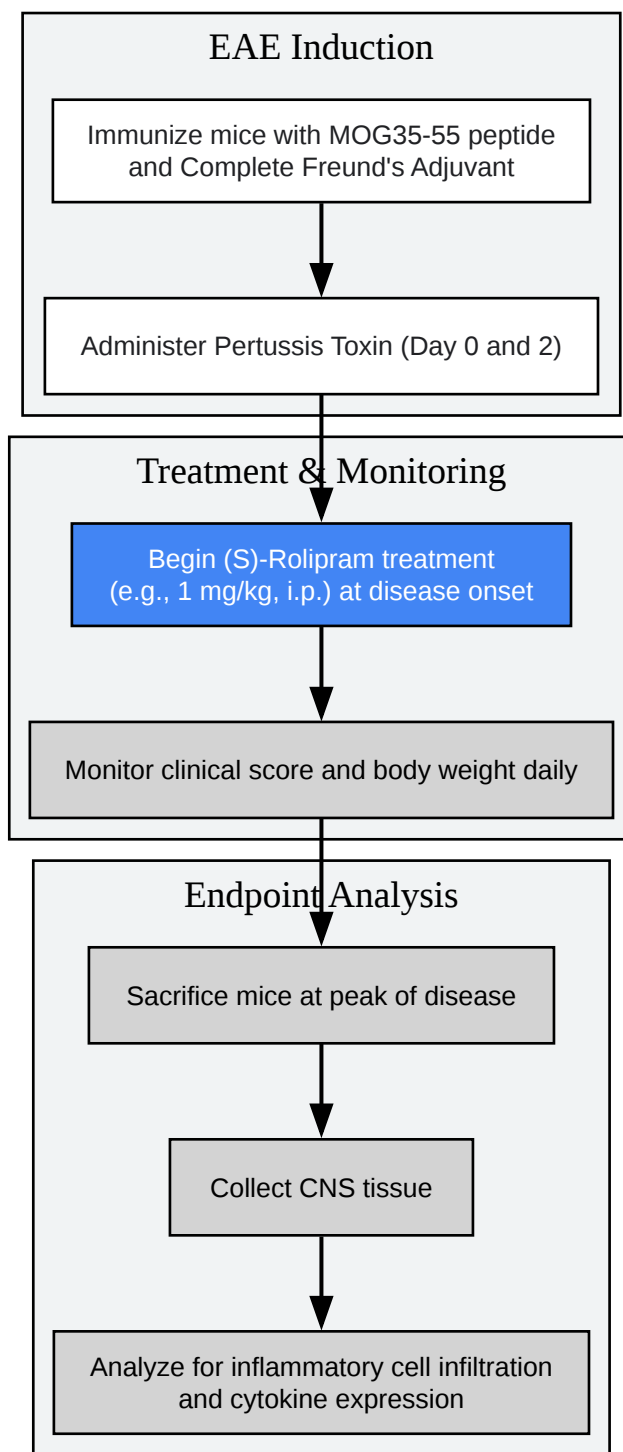 EAE Induction
Immunize mice with MOG35-55 peptide
and Complete Freund's Adjuvant
Administer Pertussis Toxin (Day 0 and 2)
Treatment & Monitoring
Begin (S)-Rolipram treatment
(e.g., 1 mg/kg, i.p.) at disease onset
Monitor clinical score and body weight daily
Endpoint Analysis
Sacrifice mice at peak of disease
Collect CNS tissue
Analyze for inflammatory cell infiltration
and cytokine expression